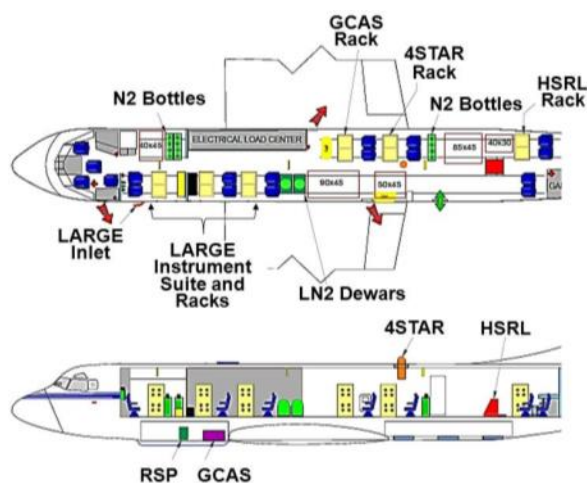 GCAS
Rack
4STAR
Rack
HSRL
Rack
N2 Bottles
N2 Bottles
40x45
ELECTRICAL LOAD CENTER
85x45
40x30
90x45
50x45
GA
LARGE
Inlet
LARGE
Instrument
Suite and
Racks
LN2 Dewars
4STAR
HSRL
RSP
GCAS